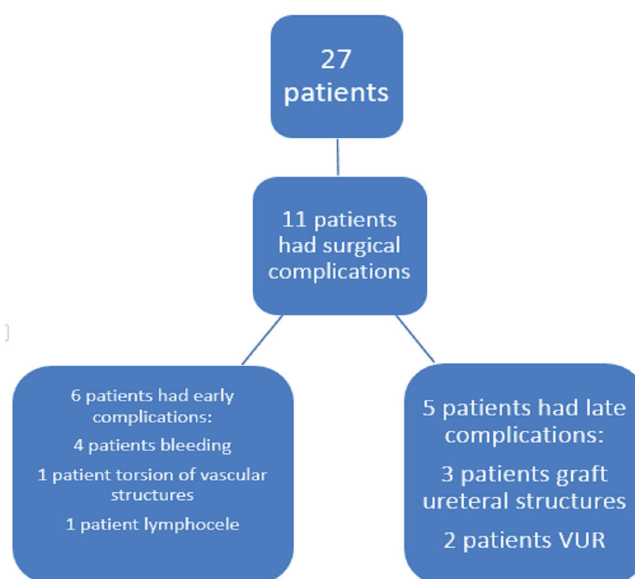 27
patients
11 patients
had surgical
complications
6 patients had early
complications:
4 patients bleeding
1 patient torsion of vascular
structures
1 patient lymphocele
5 patients had late
complications:
3 patients graft
ureteral structures
2 patients VUR
]